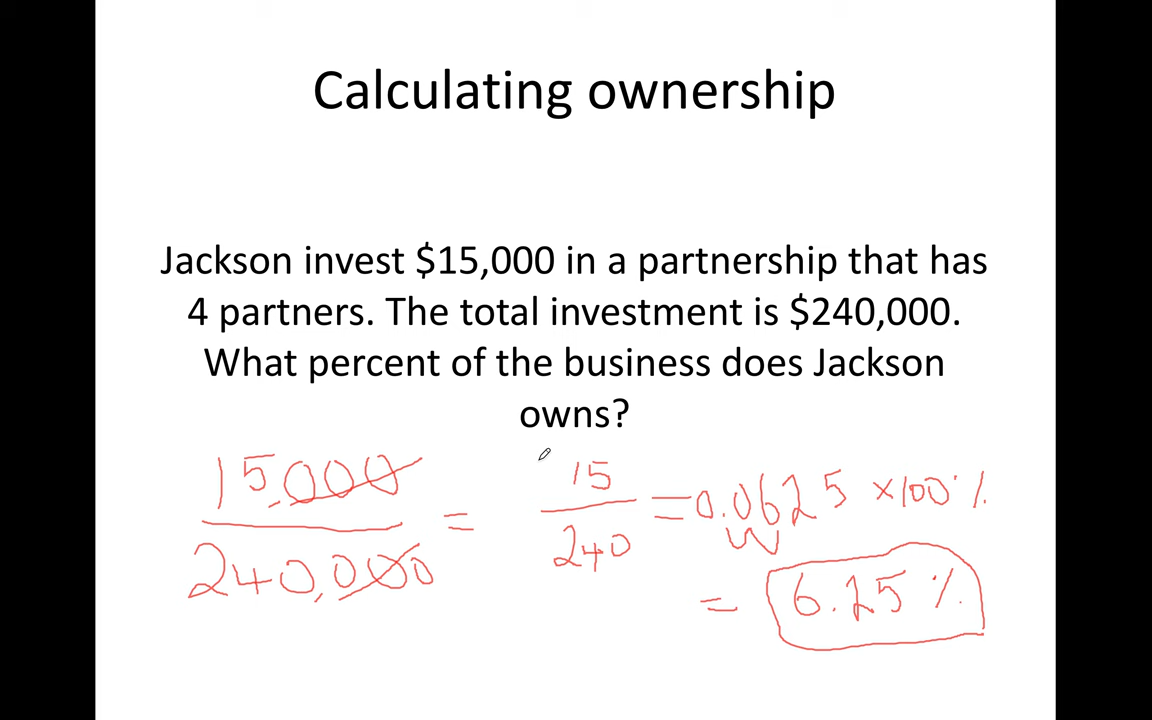 Calculating ownership
Jackson invest $15,000 in a partnership that has
4 partners. The total investment is $240,000.
What percent of the business does Jackson
owns?
15,000
240,000
=
15
240
=0.0625 ×100%
= 6.25%